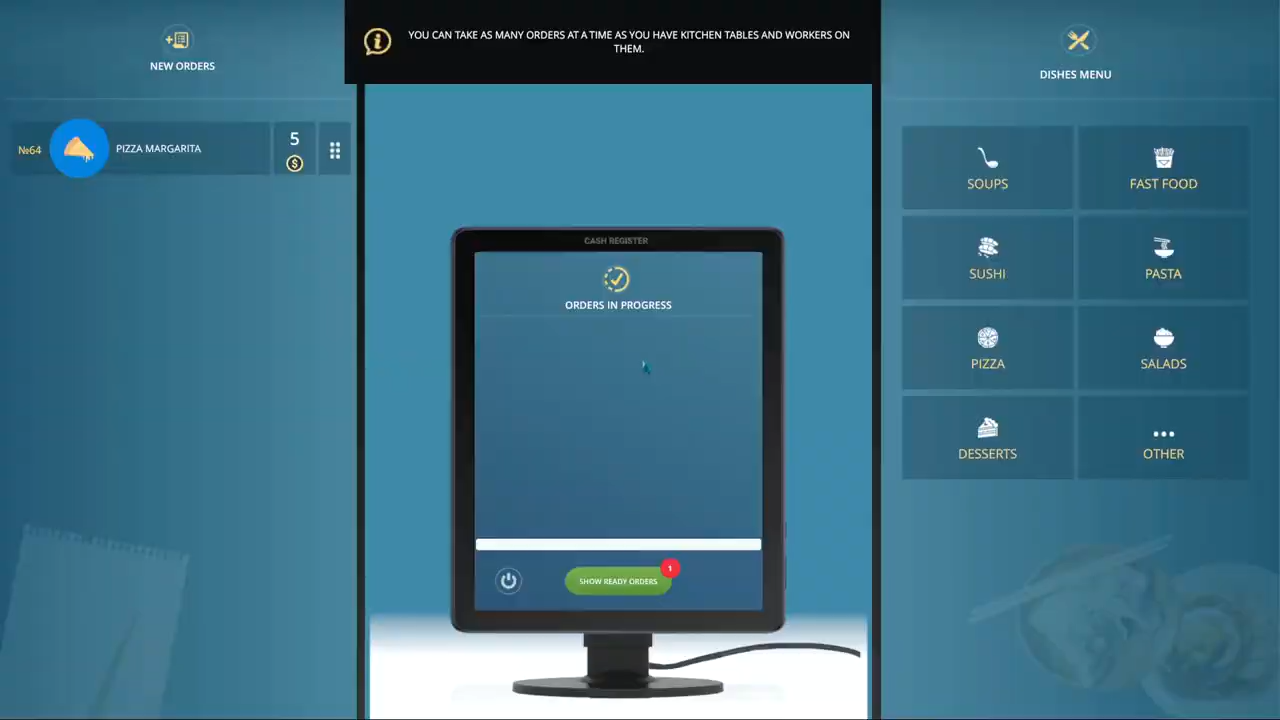 NEW ORDERS
№64
PIZZA MARGARITA
5
YOU CAN TAKE AS MANY ORDERS AT A TIME AS YOU HAVE KITCHEN TABLES AND WORKERS ON
THEM.
CASH REGISTER
ORDERS IN PROGRESS
SHOW READY ORDERS
1
DISHES MENU
SOUPS
FAST FOOD
SUSHI
PASTA
PIZZA
SALADS
DESSERTS
OTHER